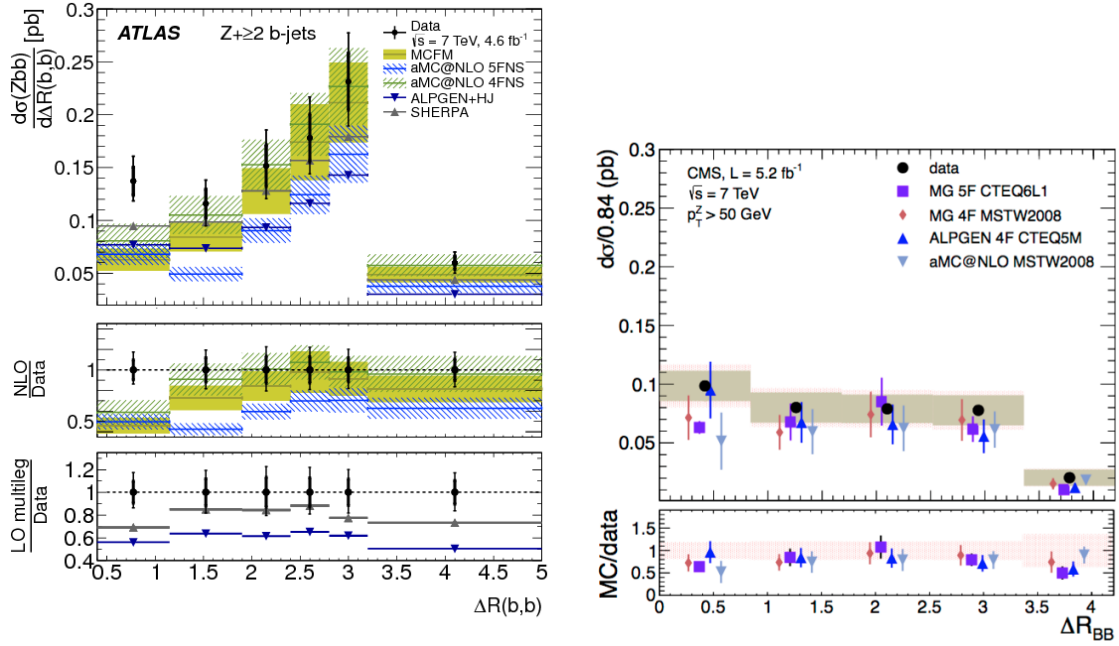 ATLAS Z+≥2 b-jets
dσ(Zbb)
dΔR(b,b) [pb]
Data
√s = 7 TeV, 4.6 fb⁻¹
MCFM
aMC@NLO 5FNS
aMC@NLO 4FNS
ALPGEN+HJ
SHERPA
0.3
0.25
0.2
0.15
0.1
0.05
NLO
Data
1
0.5
LO multileg
Data
1.2
1
0.8
0.6
0.4
0.5 1 1.5 2 2.5 3 3.5 4 4.5 5
ΔR(b,b)
dσ/0.84 (pb)
CMS, L = 5.2 fb⁻¹
√s = 7 TeV
p_T^Z > 50 GeV
data
MG 5F CTEQ6L1
MG 4F MSTW2008
ALPGEN 4F CTEQ5M
aMC@NLO MSTW2008
0.3
0.25
0.2
0.15
0.1
0.05
MC/data
1.5
1
0.5
0
0 0.5 1 1.5 2 2.5 3 3.5 4
ΔR_BB